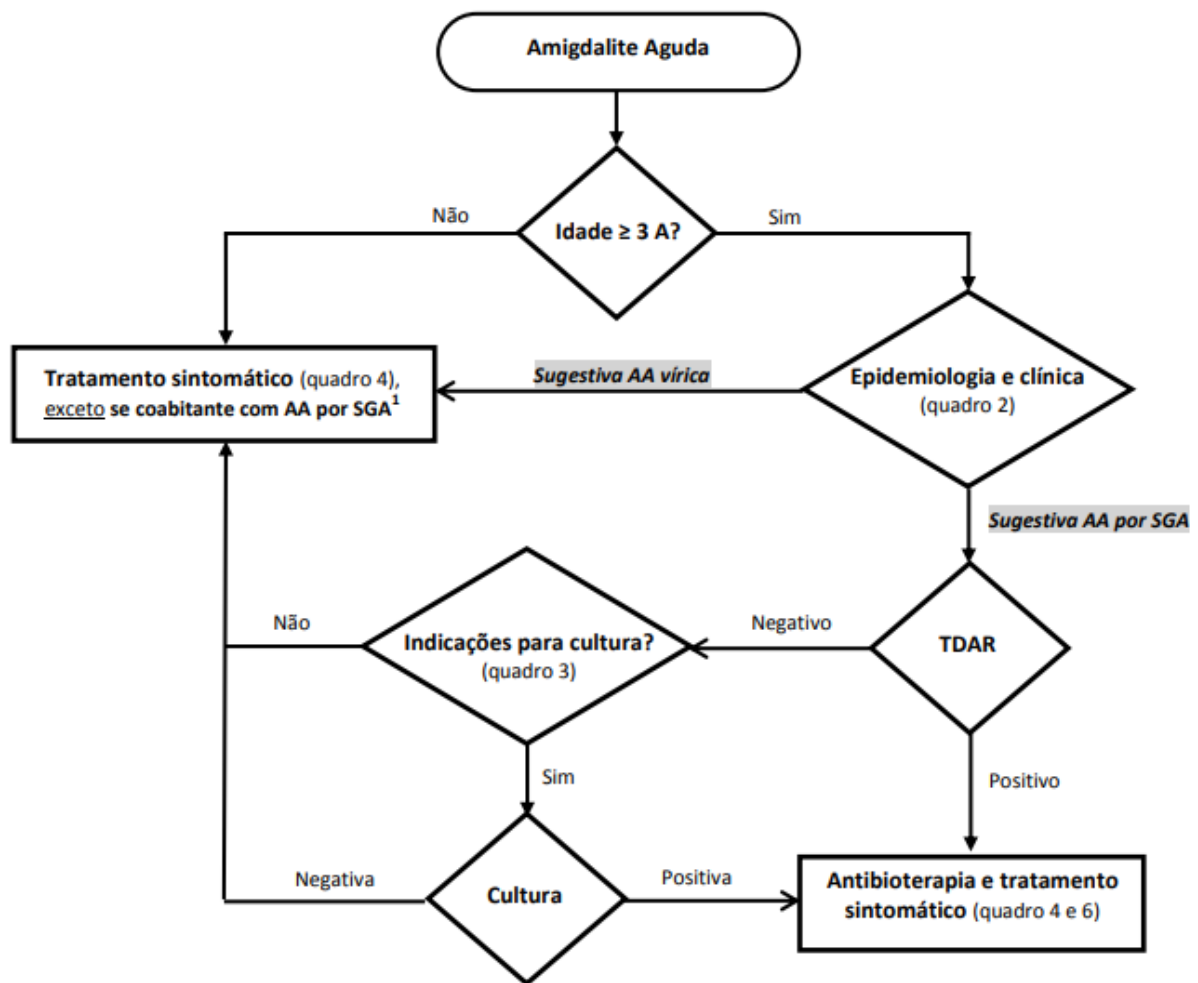 Amigdalite Aguda
Não
Idade ≥ 3 A?
Sim
Tratamento sintomático (quadro 4),
exceto se coabitante com AA por SGA¹
Sugestiva AA vírica
Epidemiologia e clínica
(quadro 2)
Sugestiva AA por SGA
Não
Indicações para cultura?
(quadro 3)
Negativo
TDAR
Sim
Positivo
Negativa
Cultura
Positiva
Antibioterapia e tratamento
sintomático (quadro 4 e 6)